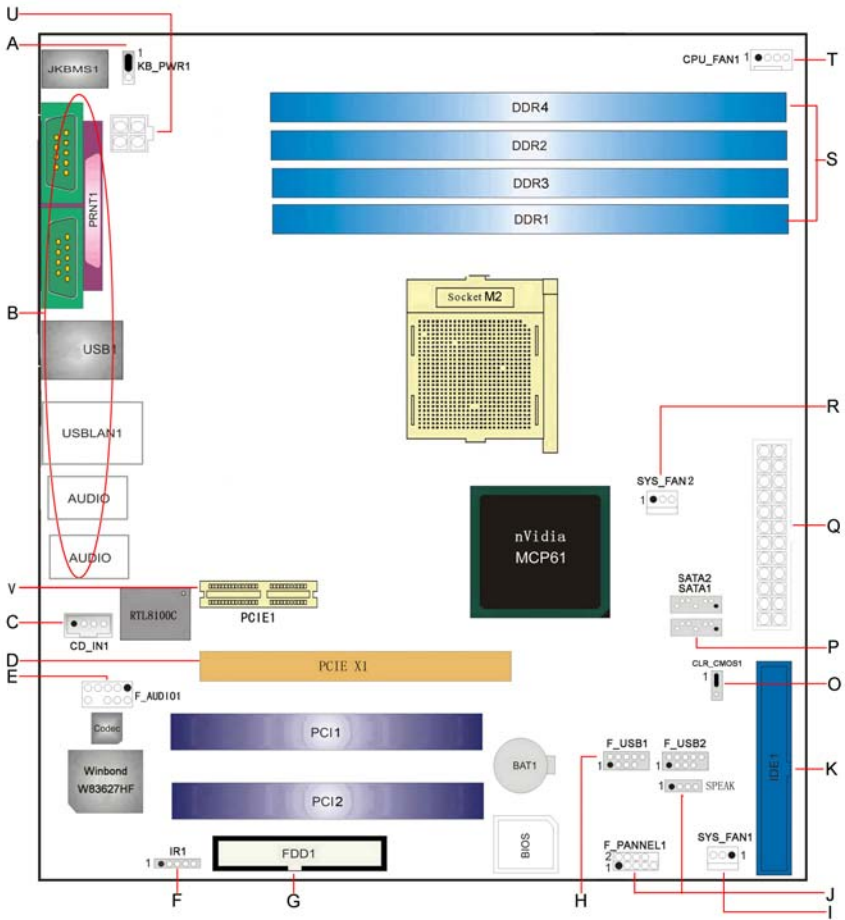 U
A
1
KB_PWR1
JKBMS1
CPU_FAN1 1
T
DDR4
DDR2
DDR3
DDR1
S
PRNT1
B
Socket M2
USB1
USBLAN1
AUDIO
AUDIO
R
SYS_FAN2
1
nVidia
MCP61
Q
V
PCIE1
RTL8100C
C
CD_IN1
SATA2
SATA1
P
D
PCIE X1
E
F_AUDIO1
CLR_CMOS1
1
O
Codec
PCI1
Winbond
W83627HF
PCI2
BAT1
F_USB1
F_USB2
H
1
1
1
SPEAK
IDE1
K
IR1
1
F
FDD1
G
BIOS
F_PANNEL1
2
1
SYS_FAN1
1
J
I